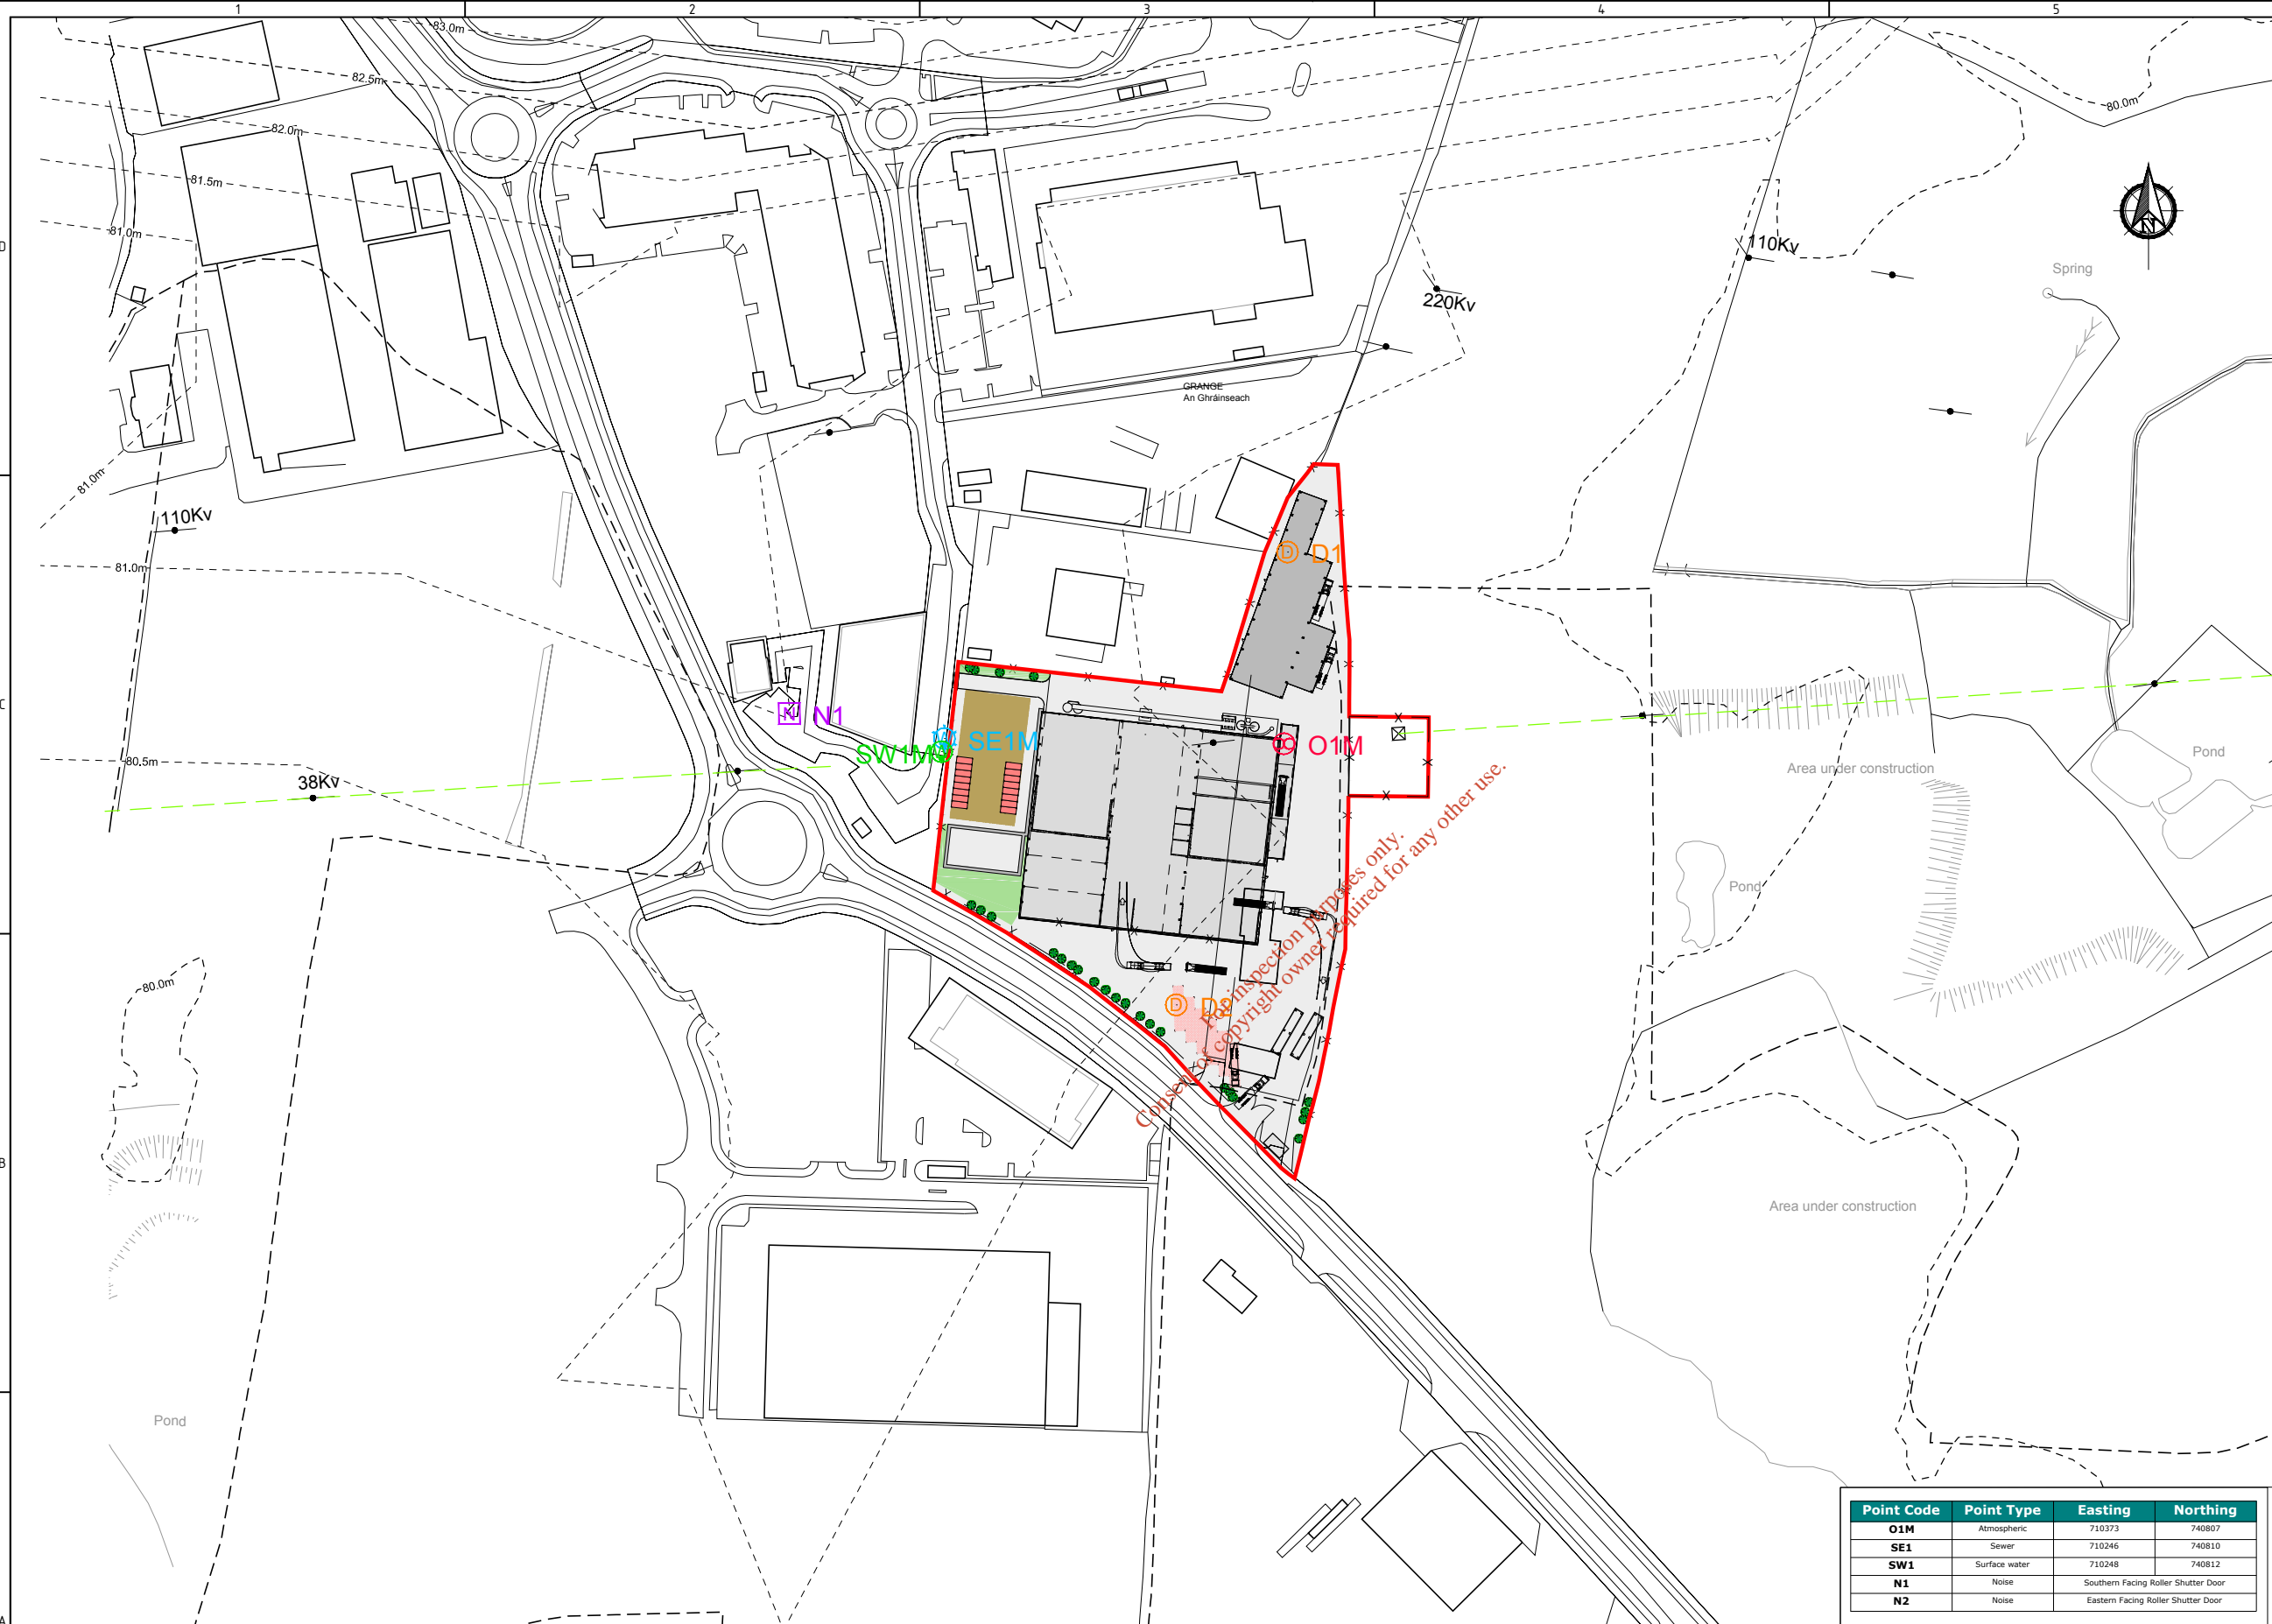 1
2
3
4
5
83.0m
82.5m
82.0m
81.5m
81.0m
80.0m
D
N
110Kv
Spring
220Kv
GRANGE
An Ghráinseach
81.0m
110Kv
D D1
81.0m
C
N N1
SE1M
SW1M
O1M
80.5m
38Kv
Area under construction
Pond
Pond
80.0m
D D2
For inspection purposes only.
Consent of copyright owner required for any other use.
B
Area under construction
Pond
Point Code Point Type Easting Northing
O1M Atmospheric 710373 740807
SE1 Sewer 710246 740810
SW1 Surface water 710248 740812
N1 Noise Southern Facing Roller Shutter Door
N2 Noise Eastern Facing Roller Shutter Door
A